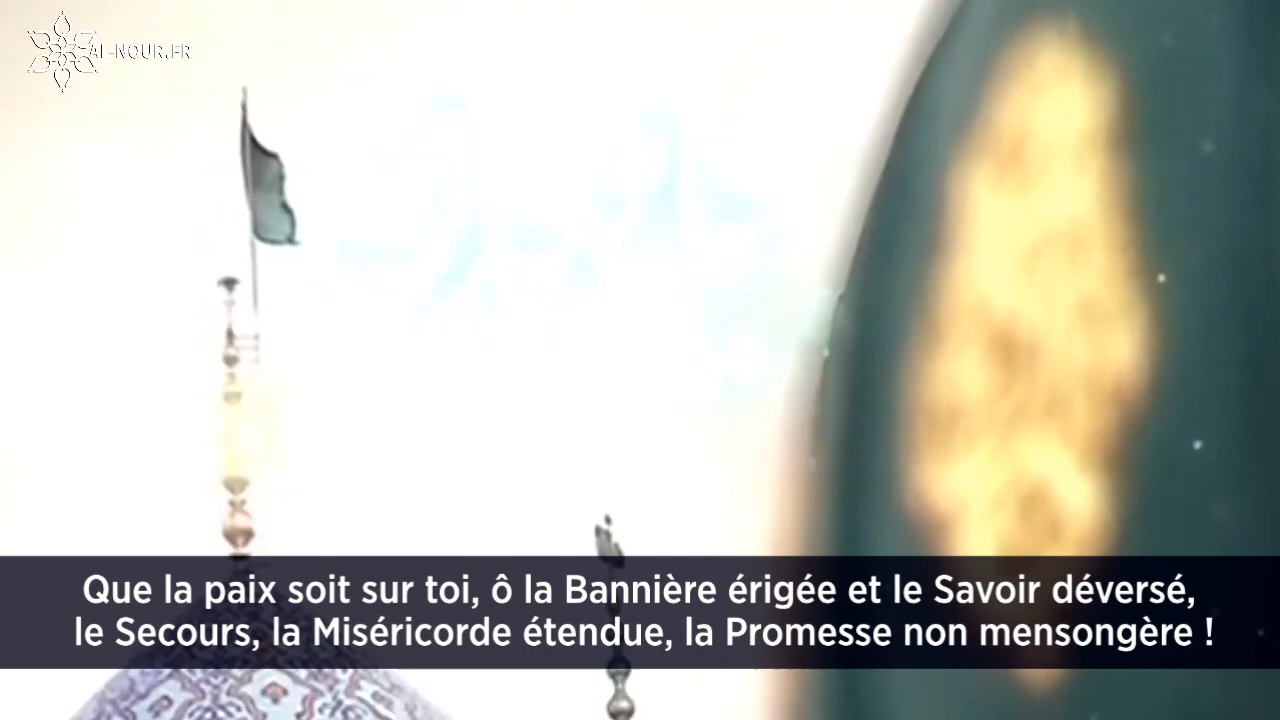 AL-NOUR.FR
Que la paix soit sur toi, ô la Bannière érigée et le Savoir déversé,
le Secours, la Miséricorde étendue, la Promesse non mensongère !